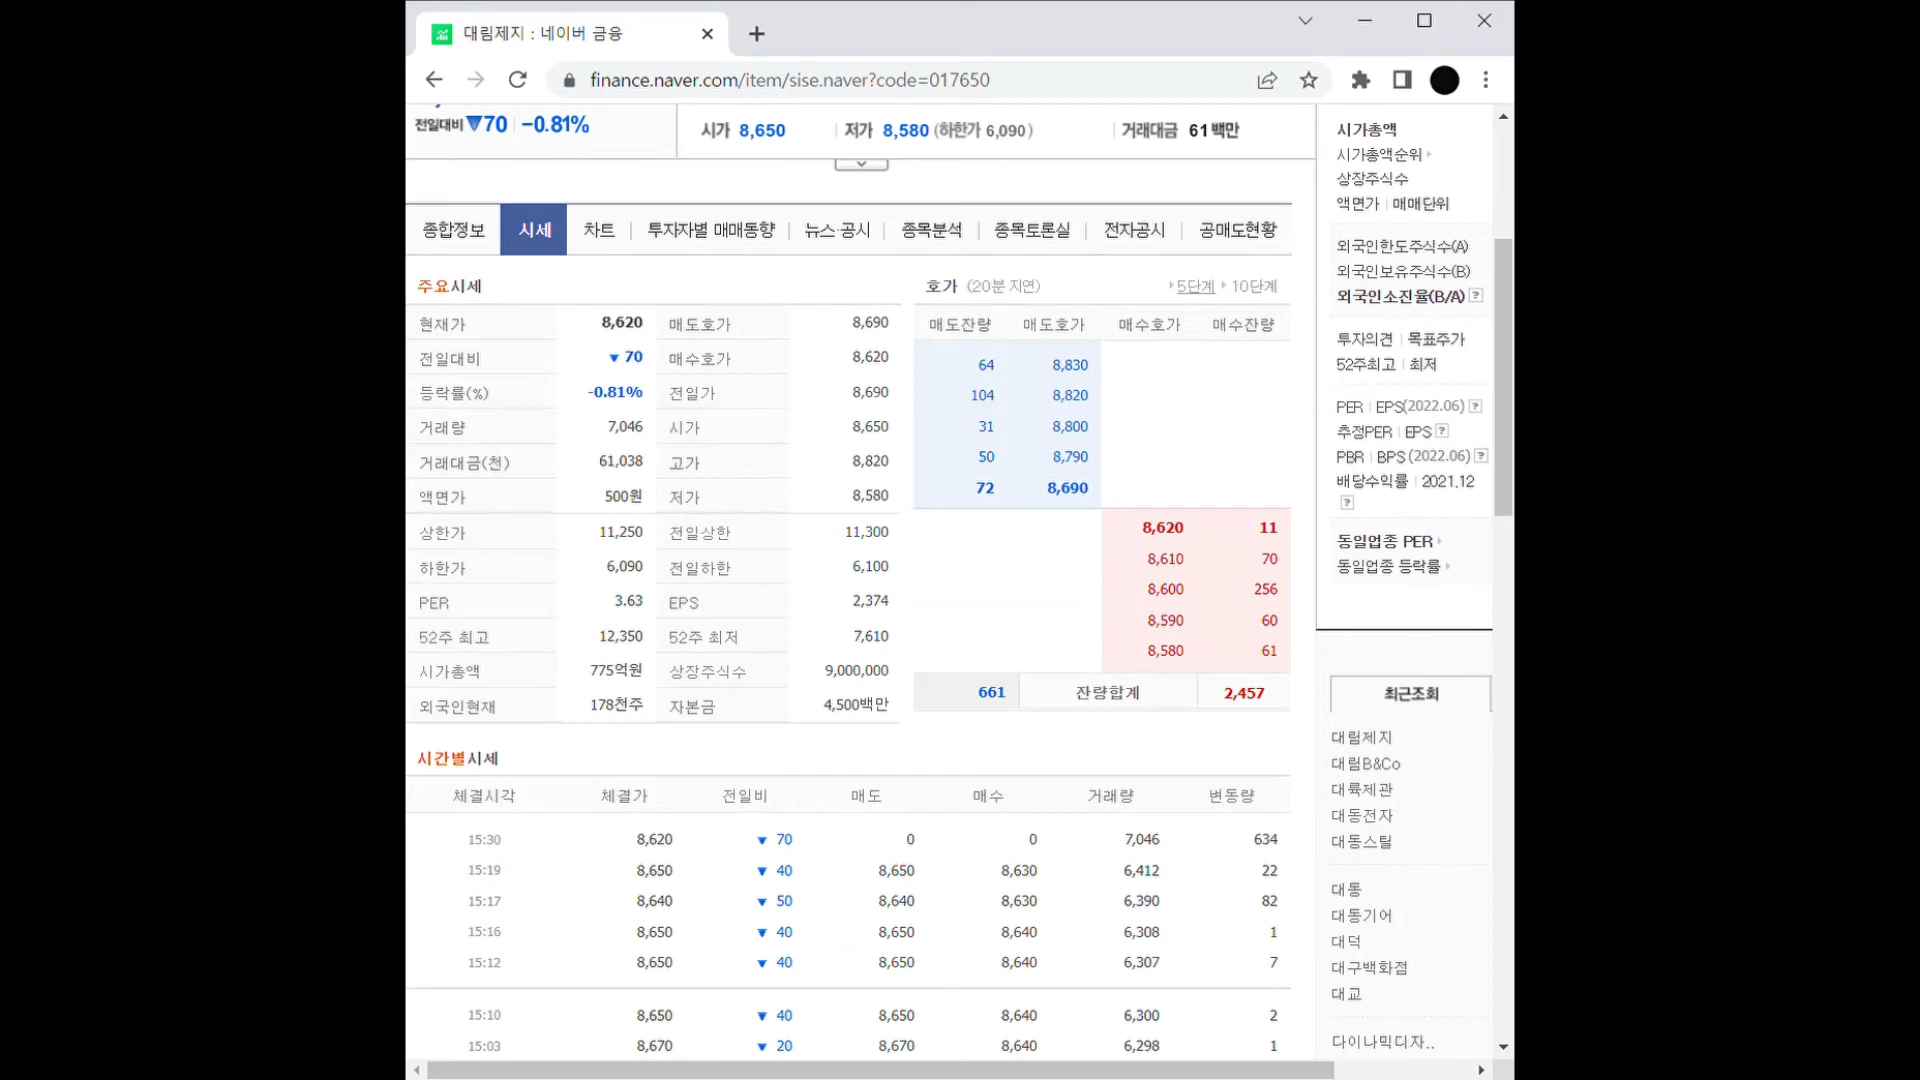 대림제지 : 네이버 금융
finance.naver.com/item/sise.naver?code=017650
전일대비 ▼70 | -0.81%
시가 8,650 | 저가 8,580 (하한가 6,090) | 거래대금 61백만
종합정보 시세 차트 | 투자자별 매매동향 | 뉴스·공시 | 종목분석 | 종목토론실 | 전자공시 | 공매도현황
주요시세
현재가 8,620 매도호가 8,690
전일대비 ▼ 70 매수호가 8,620
등락률(%) -0.81% 전일가 8,690
거래량 7,046 시가 8,650
거래대금(천) 61,038 고가 8,820
액면가 500원 저가 8,580
상한가 11,250 전일상한 11,300
하한가 6,090 전일하한 6,100
PER 3.63 EPS 2,374
52주 최고 12,350 52주 최저 7,610
시가총액 775억원 상장주식수 9,000,000
외국인현재 178천주 자본금 4,500백만
호가 (20분 지연) 5단계 10단계
매도잔량 매도호가 매수호가 매수잔량
64 8,830
104 8,820
31 8,800
50 8,790
72 8,690
8,620 11
8,610 70
8,600 256
8,590 60
8,580 61
661 잔량합계 2,457
시간별시세
체결시각 체결가 전일비 매도 매수 거래량 변동량
15:30 8,620 ▼ 70 0 0 7,046 634
15:19 8,650 ▼ 40 8,650 8,630 6,412 22
15:17 8,640 ▼ 50 8,640 8,630 6,390 82
15:16 8,650 ▼ 40 8,650 8,640 6,308 1
15:12 8,650 ▼ 40 8,650 8,640 6,307 7
15:10 8,650 ▼ 40 8,650 8,640 6,300 2
15:03 8,670 ▼ 20 8,670 8,640 6,298 1
시가총액
시가총액순위
상장주식수
액면가 | 매매단위
외국인한도주식수(A)
외국인보유주식수(B)
외국인소진율(B/A) ?
투자의견 | 목표주가
52주최고 | 최저
PER | EPS(2022.06) ?
추정PER | EPS ?
PBR | BPS (2022.06) ?
배당수익률 | 2021.12
?
동일업종 PER
동일업종 등락률
최근조회
대림제지
대림B&Co
대륙제관
대동전자
대동스틸
대동
대동기어
대덕
대구백화점
대교
다이나믹디자..